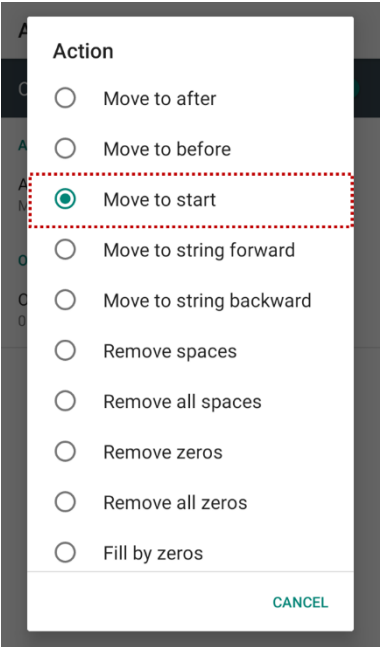 Action
Move to after
Move to before
Move to start
Move to string forward
Move to string backward
Remove spaces
Remove all spaces
Remove zeros
Remove all zeros
Fill by zeros
CANCEL